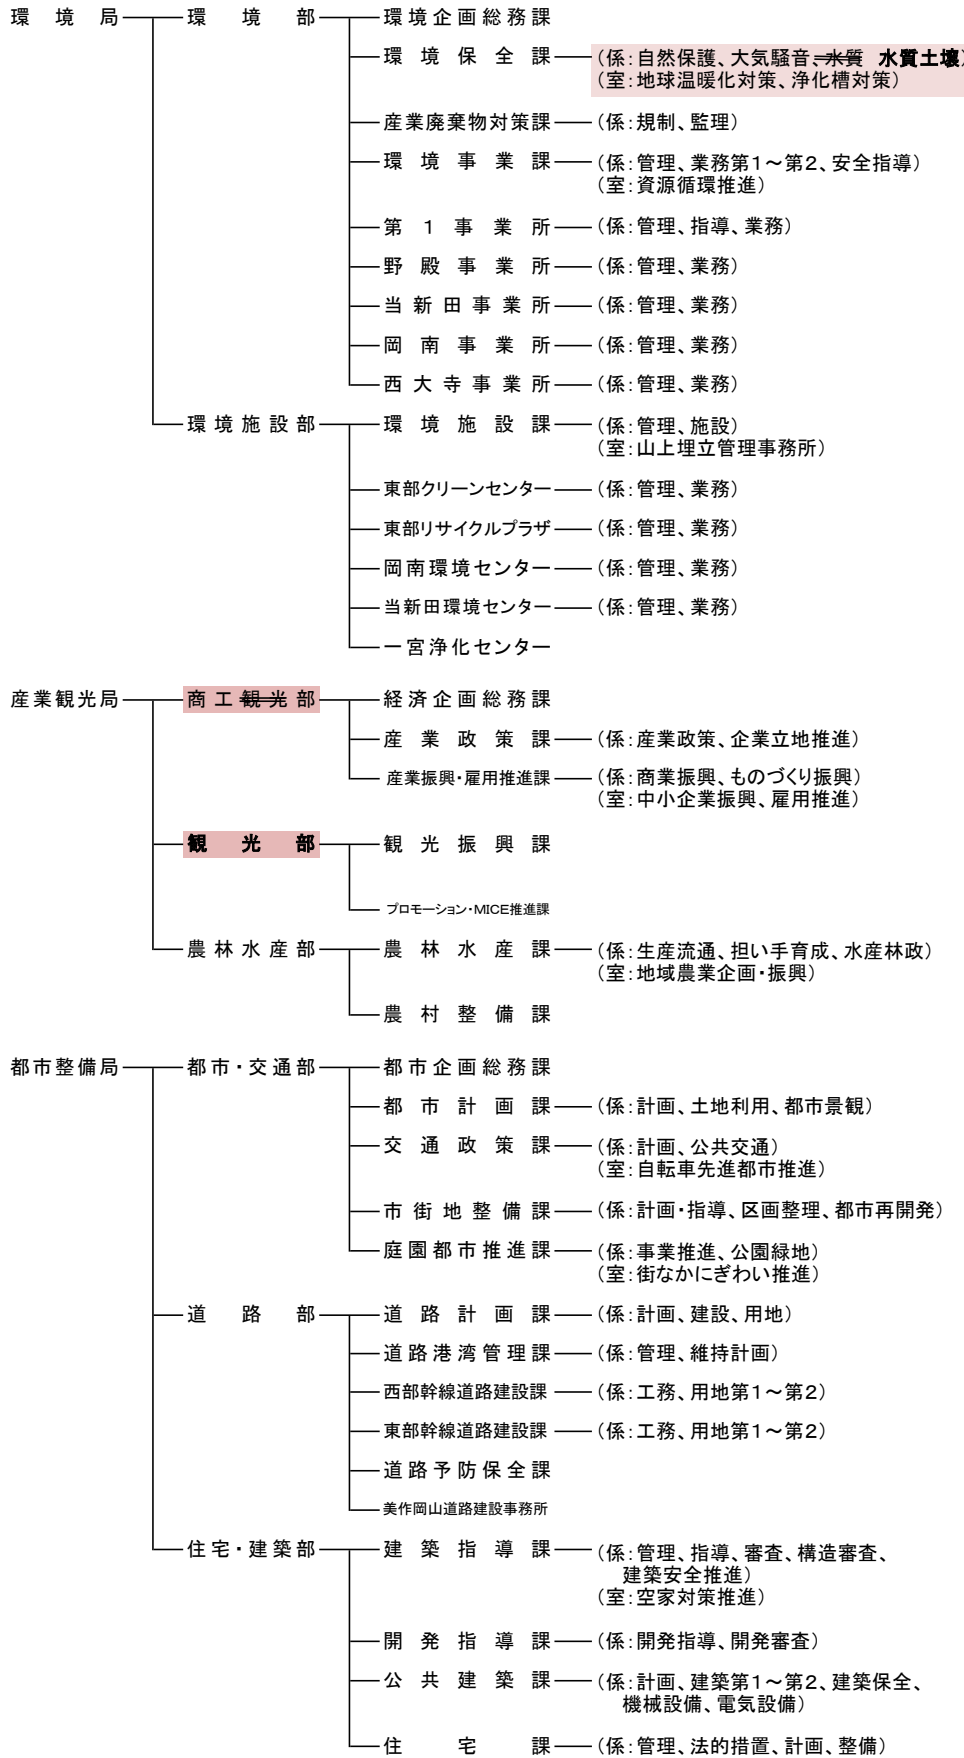 環境局 環境部 環境企画総務課
環境保全課 (係:自然保護、大気騒音、水質 水質土壌)
(室:地球温暖化対策、浄化槽対策)
産業廃棄物対策課 (係:規制、監理)
環境事業課 (係:管理、業務第1～第2、安全指導)
(室:資源循環推進)
第1事業所 (係:管理、指導、業務)
野殿事業所 (係:管理、業務)
当新田事業所 (係:管理、業務)
岡南事業所 (係:管理、業務)
西大寺事業所 (係:管理、業務)
環境施設部 環境施設課 (係:管理、施設)
(室:山上埋立管理事務所)
東部クリーンセンター (係:管理、業務)
東部リサイクルプラザ (係:管理、業務)
岡南環境センター (係:管理、業務)
当新田環境センター (係:管理、業務)
一宮浄化センター
産業観光局 商工観光部 経済企画総務課
産業政策課 (係:産業政策、企業立地推進)
産業振興・雇用推進課 (係:商業振興、ものづくり振興)
(室:中小企業振興、雇用推進)
観光部 観光振興課
プロモーション・MICE推進課
農林水産部 農林水産課 (係:生産流通、担い手育成、水産林政)
(室:地域農業企画・振興)
農村整備課
都市整備局 都市・交通部 都市企画総務課
都市計画課 (係:計画、土地利用、都市景観)
交通政策課 (係:計画、公共交通)
(室:自転車先進都市推進)
市街地整備課 (係:計画・指導、区画整理、都市再開発)
庭園都市推進課 (係:事業推進、公園緑地)
(室:街なかにぎわい推進)
道路部 道路計画課 (係:計画、建設、用地)
道路港湾管理課 (係:管理、維持計画)
西部幹線道路建設課 (係:工務、用地第1～第2)
東部幹線道路建設課 (係:工務、用地第1～第2)
道路予防保全課
美作岡山道路建設事務所
住宅・建築部 建築指導課 (係:管理、指導、審査、構造審査、
建築安全推進)
(室:空家対策推進)
開発指導課 (係:開発指導、開発審査)
公共建築課 (係:計画、建築第1～第2、建築保全、
機械設備、電気設備)
住宅課 (係:管理、法的措置、計画、整備)